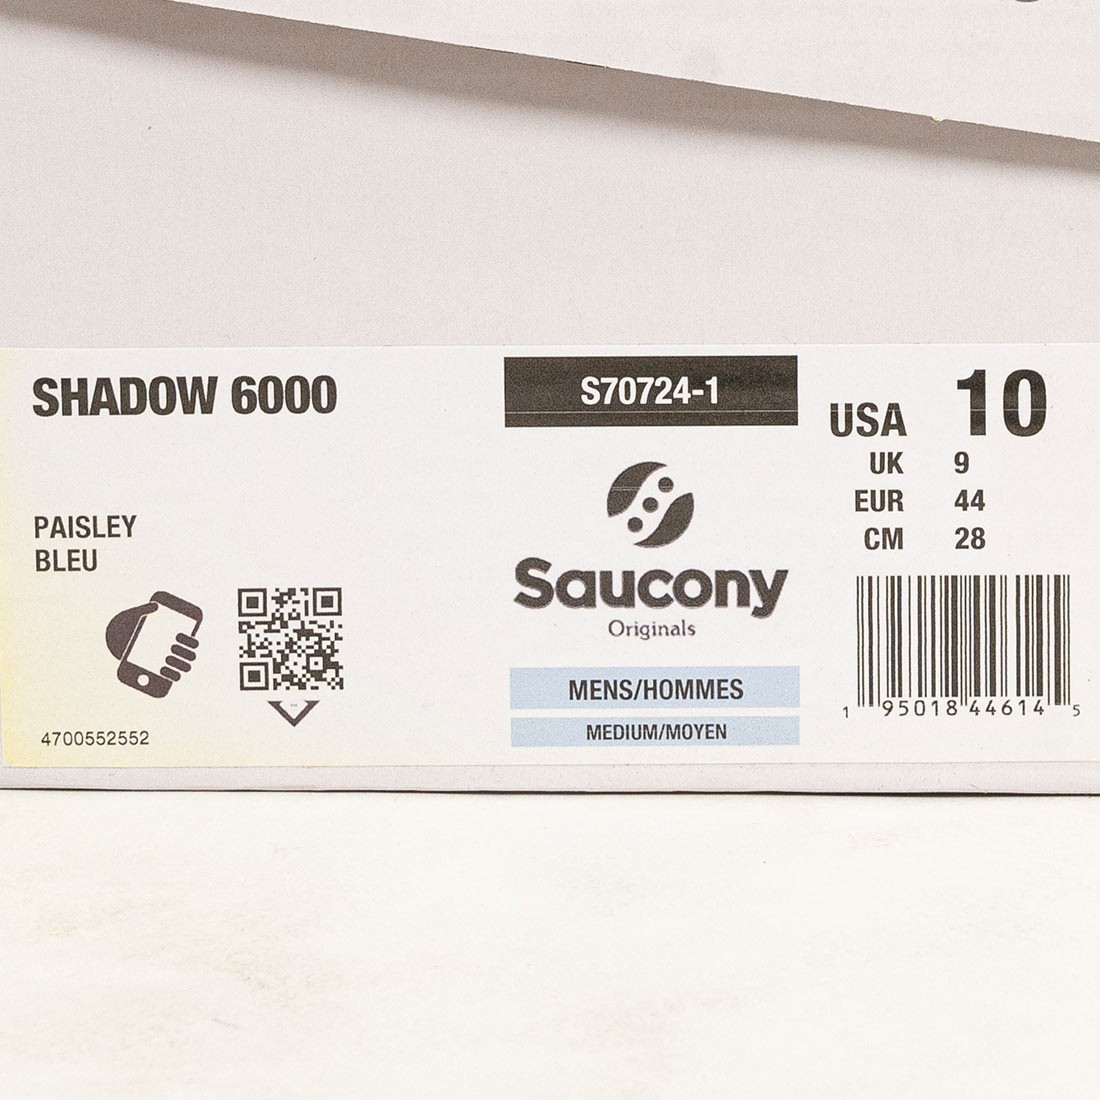 SHADOW 6000
PAISLEY
BLEU
4700552552
S70724-1
Saucony
Originals
MENS/HOMMES
MEDIUM/MOYEN
USA 10
UK 9
EUR 44
CM 28
1 95018 44614 5